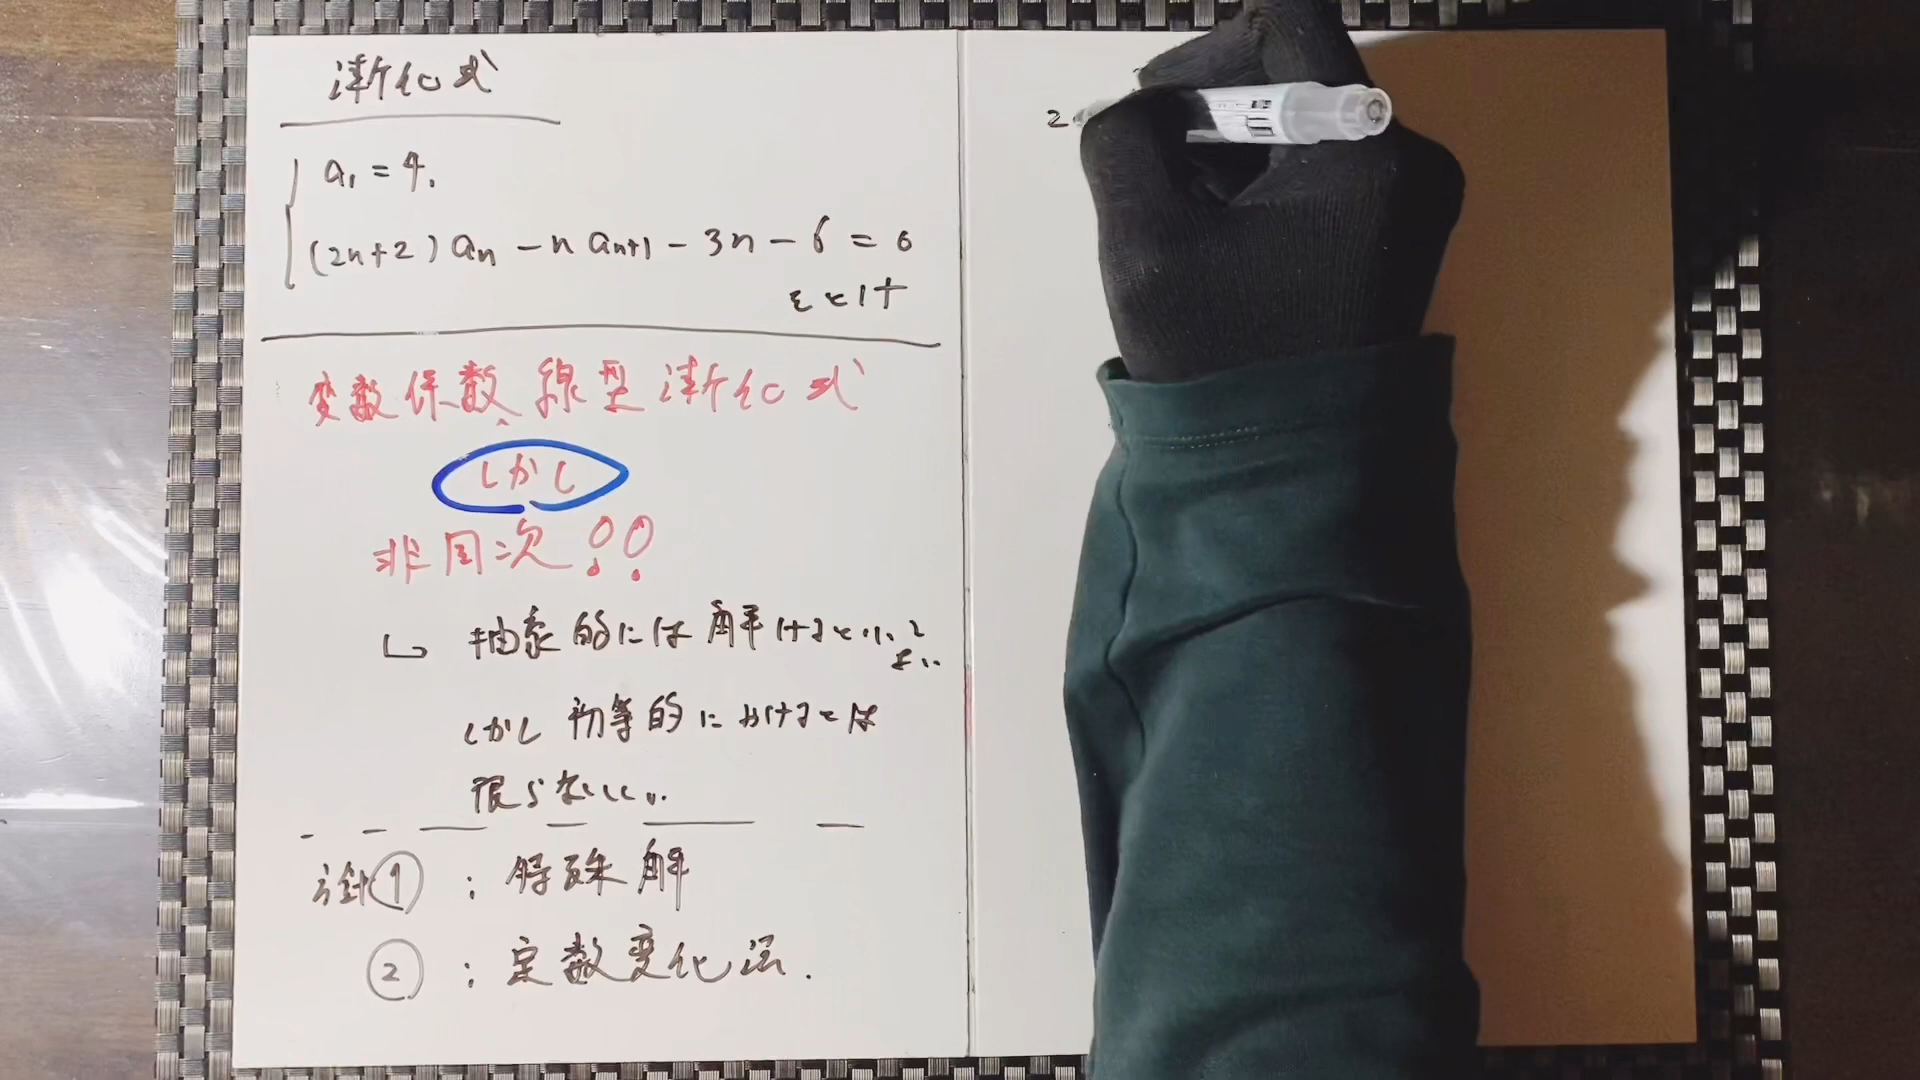 漸化式
a₁ = 4.
(2n+2) aₙ - n aₙ₊₁ - 3n - 6 = 0
をとけ
変数係数線型漸化式
しかし
非同次!!
↳ 抽象的には解けるといってよい.
しかし 初等的にかけるとは
限らない.
方針① : 特殊解
② : 定数変化法.
2